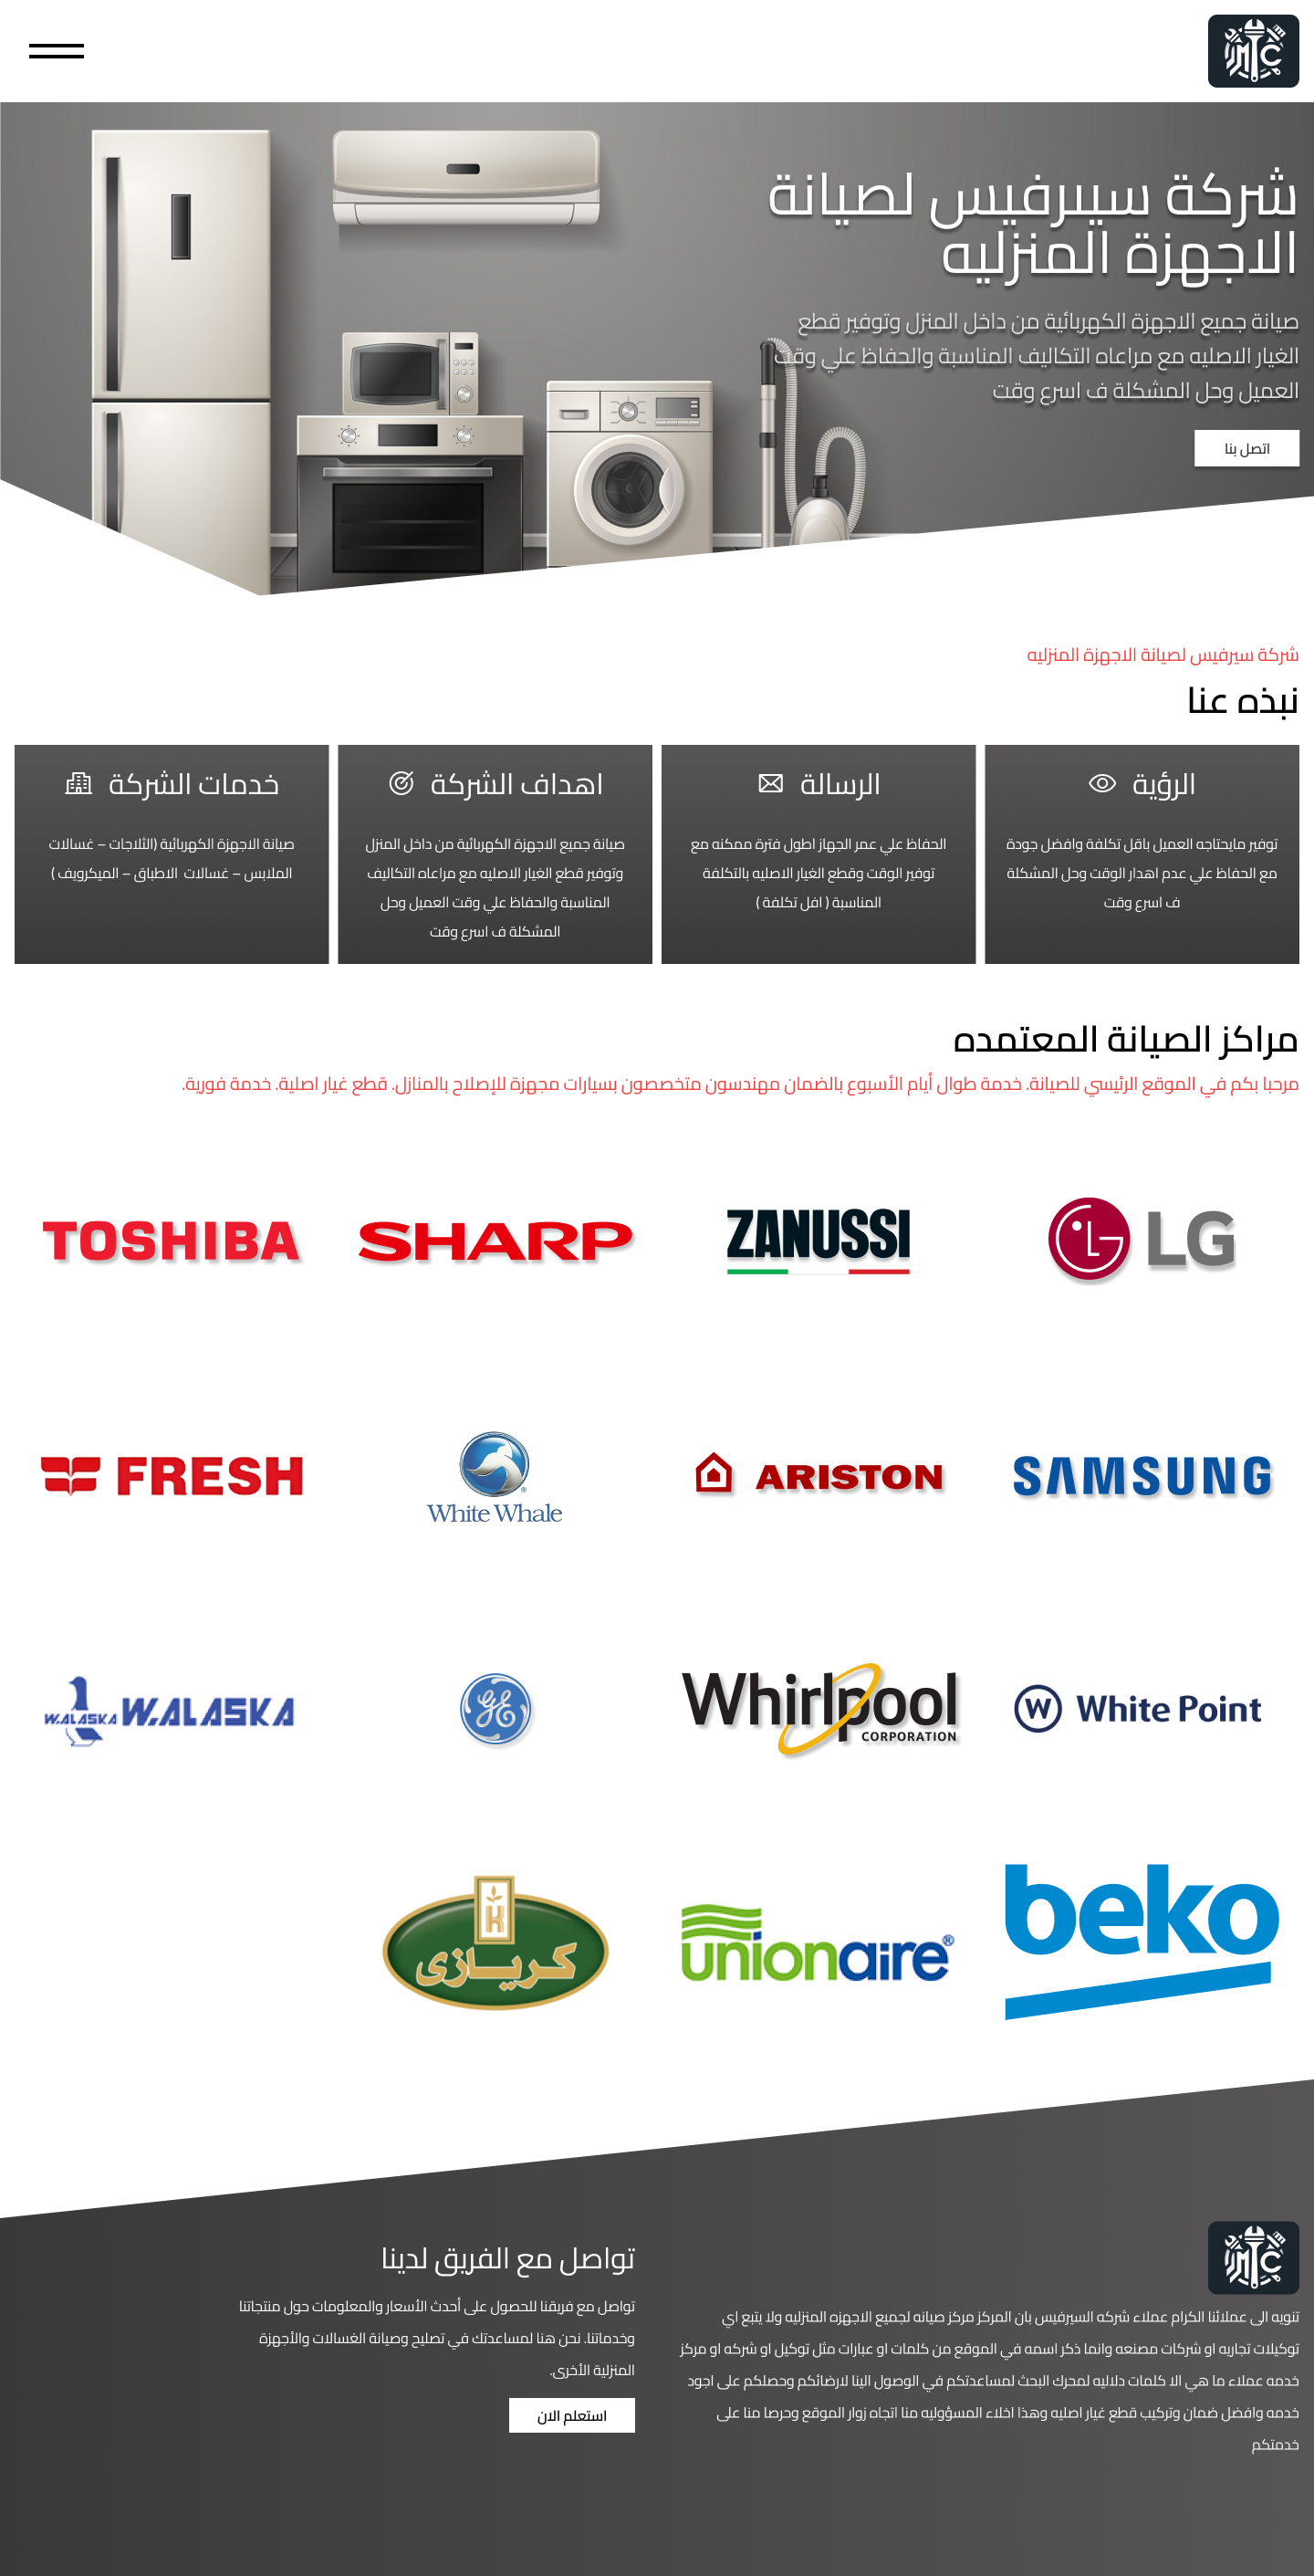 MTC
شركة سيرفيس لصيانة
الاجهزة المنزليه
صيانة جميع الاجهزة الكهربائية من داخل المنزل وتوفير قطع
الغيار الاصليه مع مراعاه التكاليف المناسبة والحفاظ علي وقت
العميل وحل المشكلة ف اسرع وقت
اتصل بنا
شركة سيرفيس لصيانة الاجهزة المنزليه
نبذه عنا
الرؤية
توفير مايحتاجه العميل باقل تكلفة وافضل جودة
مع الحفاظ علي عدم اهدار الوقت وحل المشكلة
ف اسرع وقت
الرسالة
الحفاظ علي عمر الجهاز اطول فترة ممكنه مع
توفير الوقت وقطع الغيار الاصليه بالتكلفة
المناسبة ( اقل تكلفة )
اهداف الشركة
صيانة جميع الاجهزة الكهربائية من داخل المنزل
وتوفير قطع الغيار الاصليه مع مراعاه التكاليف
المناسبة والحفاظ علي وقت العميل وحل
المشكلة ف اسرع وقت
خدمات الشركة
صيانة الاجهزة الكهربائية (الثلاجات – غسالات
الملابس – غسالات الاطباق – الميكرويف )
مراكز الصيانة المعتمده
مرحبا بكم في الموقع الرئيسي للصيانة. خدمة طوال أيام الأسبوع بالضمان مهندسون متخصصون بسيارات مجهزة للإصلاح بالمنازل. قطع غيار اصلية. خدمة فورية.
LG
ZANUSSI
SHARP
TOSHIBA
SAMSUNG
ARISTON
White Whale
FRESH
W White Point
Whirlpool
CORPORATION
GE
W.ALASKA W.ALASKA
beko
unionaire
K
كريازى
MTC
تنويه الى عملائنا الكرام عملاء شركه السيرفيس بان المركز مركز صيانه لجميع الاجهزه المنزليه ولا يتبع اي
توكيلات تجاريه او شركات مصنعه وانما ذكر اسمه في الموقع من كلمات او عبارات مثل توكيل او شركه او مركز
خدمه عملاء ما هي الا كلمات دلاليه لمحرك البحث لمساعدتكم في الوصول الينا لارضائكم وحصلكم على اجود
خدمه وافضل ضمان وتركيب قطع غيار اصليه وهذا اخلاء المسؤوليه منا اتجاه زوار الموقع وحرصا منا على
خدمتكم
تواصل مع الفريق لدينا
تواصل مع فريقنا للحصول على أحدث الأسعار والمعلومات حول منتجاتنا
وخدماتنا. نحن هنا لمساعدتك في تصليح وصيانة الغسالات والأجهزة
المنزلية الأخرى.
استعلم الان